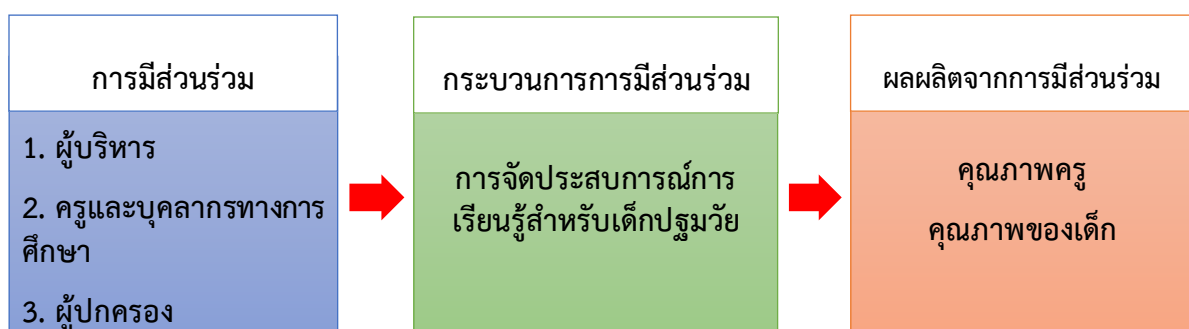 การมีส่วนร่วม
1. ผู้บริหาร
2. ครูและบุคลากรทางการ
ศึกษา
3. ผู้ปกครอง
กระบวนการการมีส่วนร่วม
การจัดประสบการณ์การ
เรียนรู้สำหรับเด็กปฐมวัย
ผลผลิตจากการมีส่วนร่วม
คุณภาพครู
คุณภาพของเด็ก